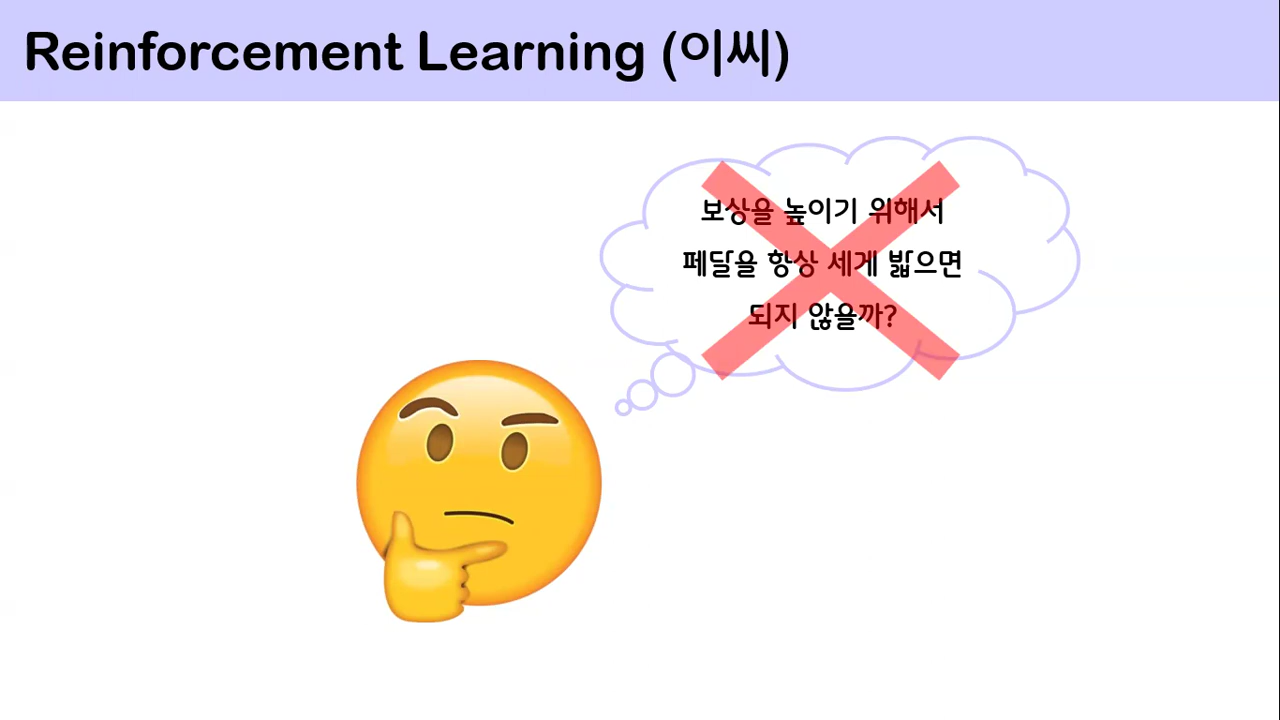 Reinforcement Learning (이씨)
보상을 높이기 위해서
페달을 항상 세게 밟으면
되지 않을까?